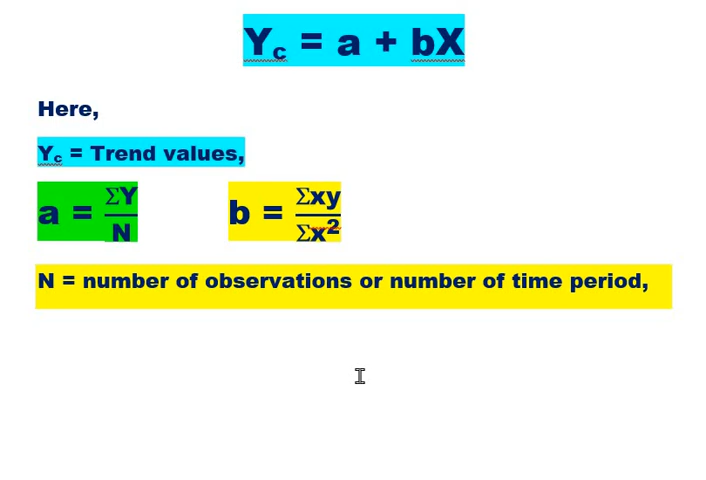 Yc = a + bX
Here,
Yc = Trend values,
a = ΣY/N b = Σxy/Σx²
N = number of observations or number of time period,